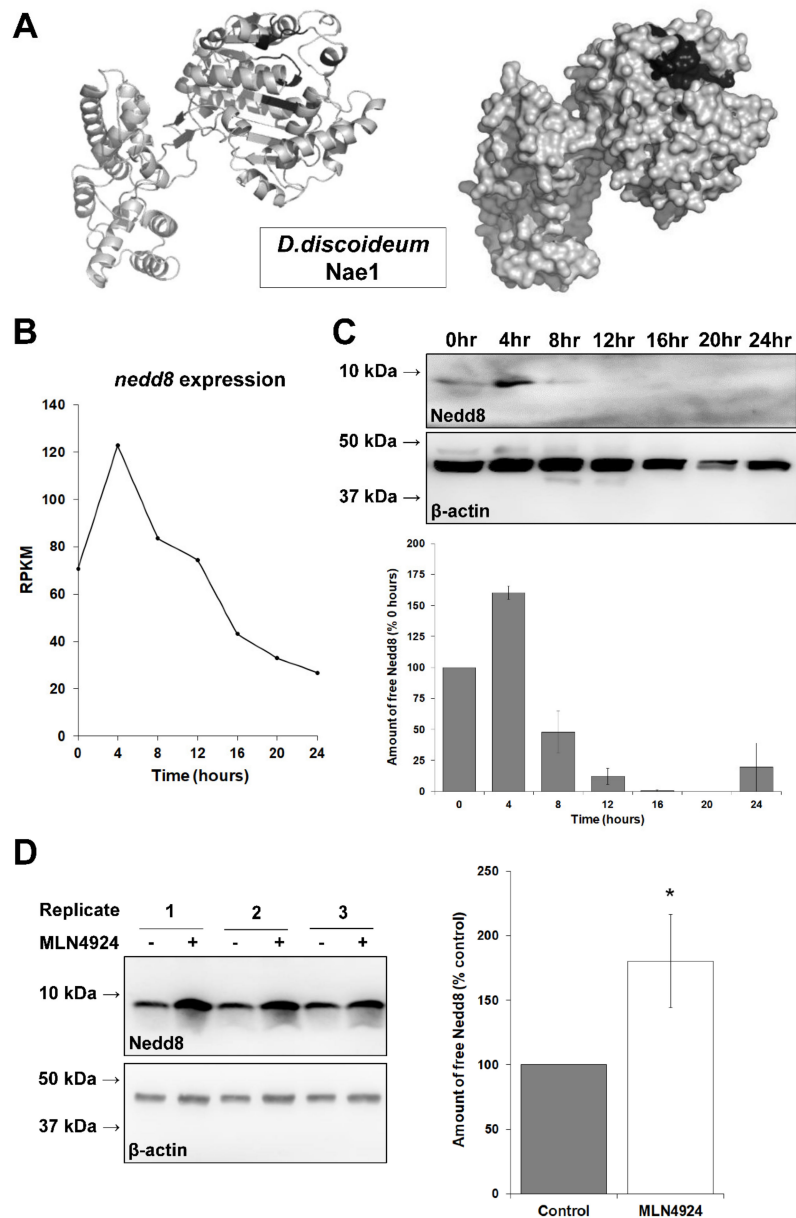 A
D.discoideum
Nae1
B
nedd8 expression
140
120
100
80
60
40
20
0
RPKM
0 4 8 12 16 20 24
Time (hours)
C
0hr 4hr 8hr 12hr 16hr 20hr 24hr
10 kDa →
Nedd8
50 kDa →
37 kDa →
β-actin
200
175
150
125
100
75
50
25
0
Amount of free Nedd8 (% 0 hours)
0 4 8 12 16 20 24
Time (hours)
D
Replicate 1 2 3
MLN4924 - + - + - +
10 kDa →
Nedd8
50 kDa →
37 kDa →
β-actin
250
200
150
100
50
0
Amount of free Nedd8 (% control)
*
Control MLN4924